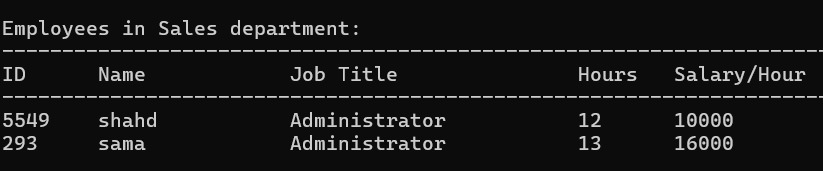 Employees in Sales department:
--------------------------------------------------------------------
ID      Name            Job Title               Hours   Salary/Hour
--------------------------------------------------------------------
5549    shahd           Administrator           12      10000
293     sama            Administrator           13      16000